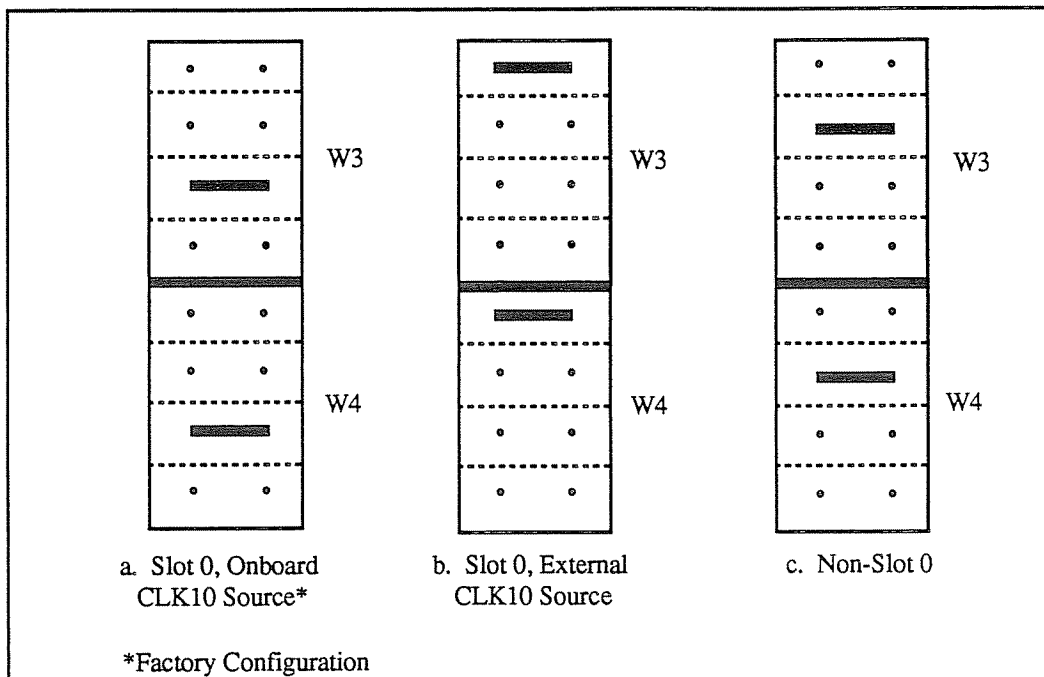 W3
W3
W3
W4
W4
W4
a. Slot 0, Onboard
CLK10 Source*
b. Slot 0, External
CLK10 Source
c. Non-Slot 0
*Factory Configuration